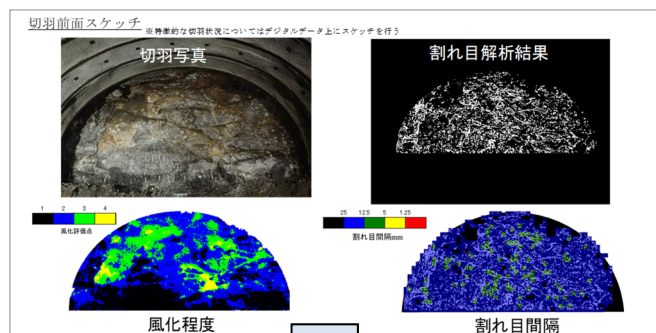 切羽前面スケッチ ※特徴的な切羽状況についてはデジタルデータ上にスケッチを行う
切羽写真
割れ目解析結果
1 2 3 4
風化評価点
25 12.5 5 1.25
割れ目間隔mm
風化程度
割れ目間隔